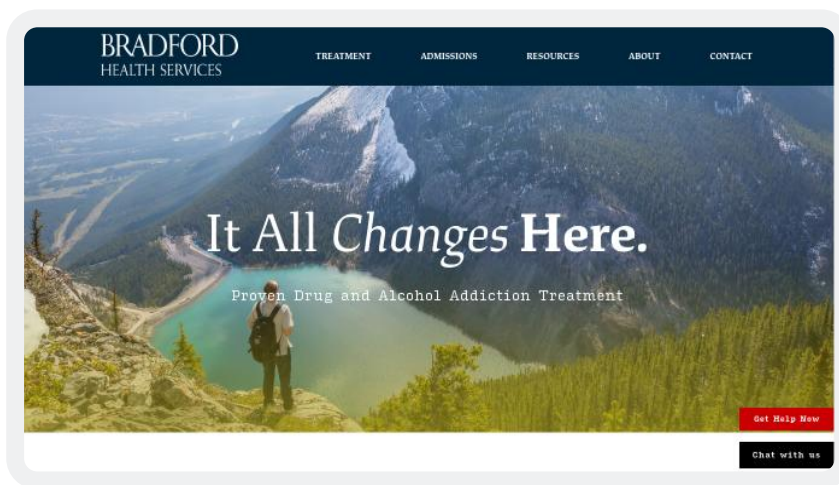 BRADFORD
HEALTH SERVICES
TREATMENT ADMISSIONS RESOURCES ABOUT CONTACT
It All Changes Here.
Proven Drug and Alcohol Addiction Treatment
Get Help Now
Chat with us